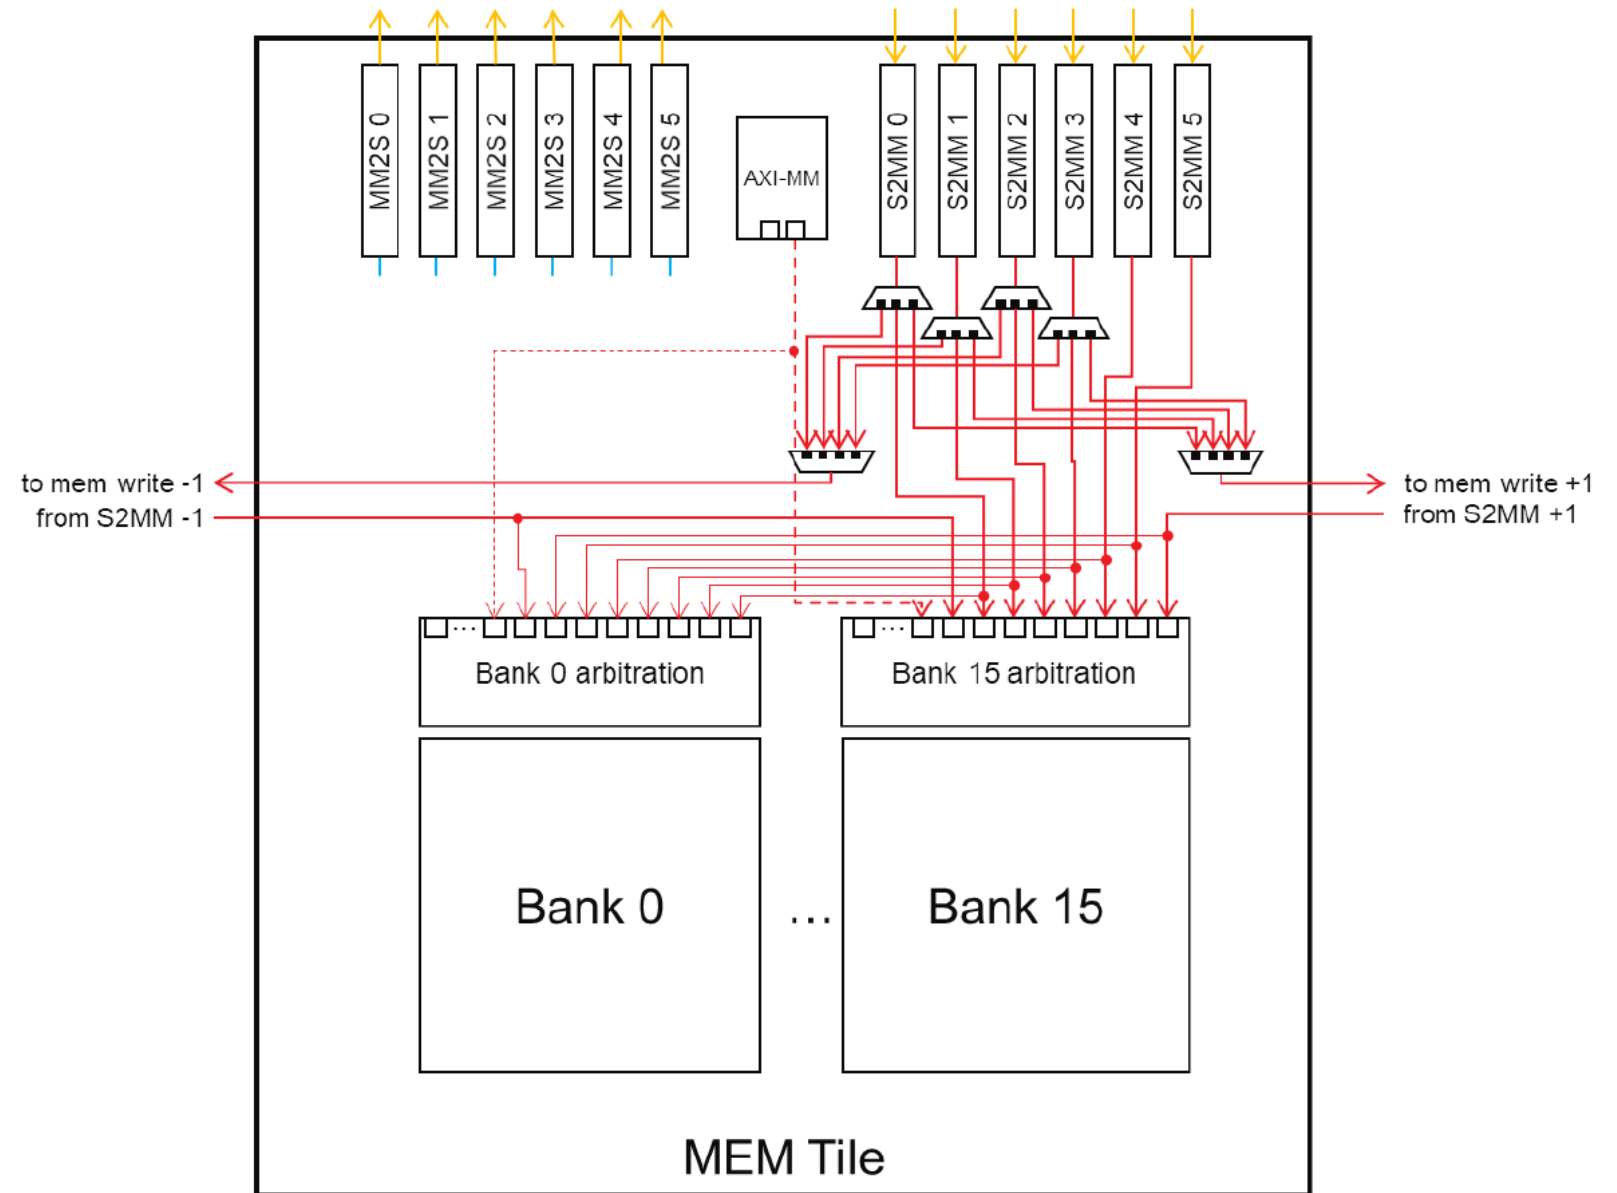 MM2S 0
MM2S 1
MM2S 2
MM2S 3
MM2S 4
MM2S 5
AXI-MM
S2MM 0
S2MM 1
S2MM 2
S2MM 3
S2MM 4
S2MM 5
to mem write -1
from S2MM -1
to mem write +1
from S2MM +1
...
Bank 0 arbitration
...
Bank 15 arbitration
Bank 0
...
Bank 15
MEM Tile